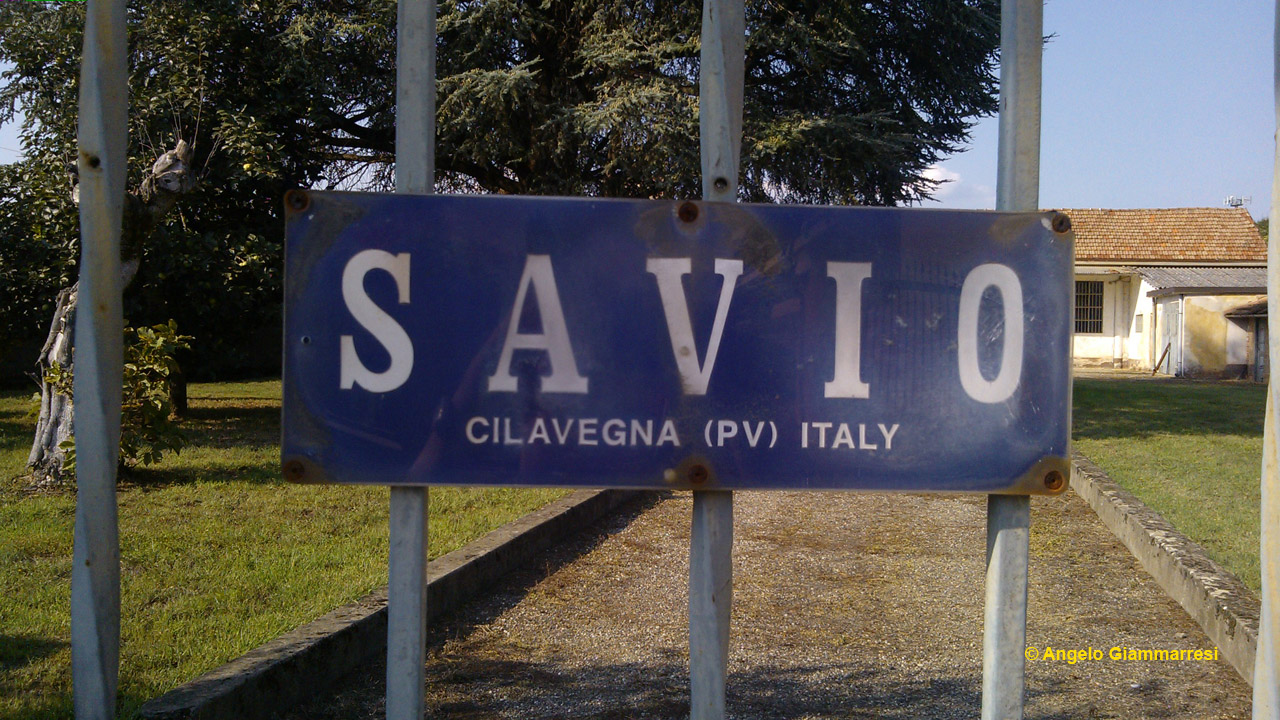 SAVIO
CILAVEGNA (PV) ITALY
© Angelo Giammarresi